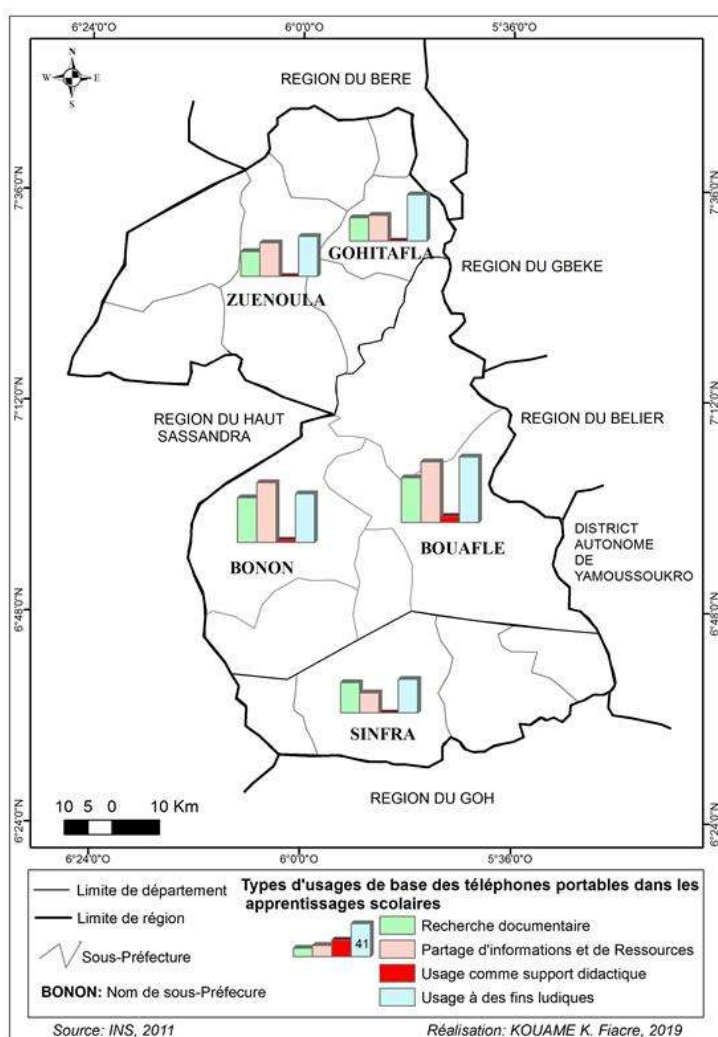 6°24'0"O
6°0'0"O
5°36'0"O
N
W E
S
REGION DU BERE
7°36'0"N
7°36'0"N
GOHITAFLA
REGION DU GBEKE
ZUENOULA
7°12'0"N
7°12'0"N
REGION DU HAUT
SASSANDRA
REGION DU BELIER
DISTRICT
AUTONOME
DE
YAMOUSSOUKRO
BOUAFLE
BONON
6°48'0"N
6°48'0"N
SINFRA
REGION DU GOH
10 5 0 10 Km
6°24'0"N
6°24'0"N
6°24'0"O
6°0'0"O
5°36'0"O
Limite de département
Limite de région
Sous-Préfecture
BONON: Nom de sous-Préfecure
Types d'usages de base des téléphones portables dans les
apprentissages scolaires
41
Recherche documentaire
Partage d'informations et de Ressources
Usage comme support didactique
Usage à des fins ludiques
Source: INS, 2011
Réalisation: KOUAME K. Fiacre, 2019